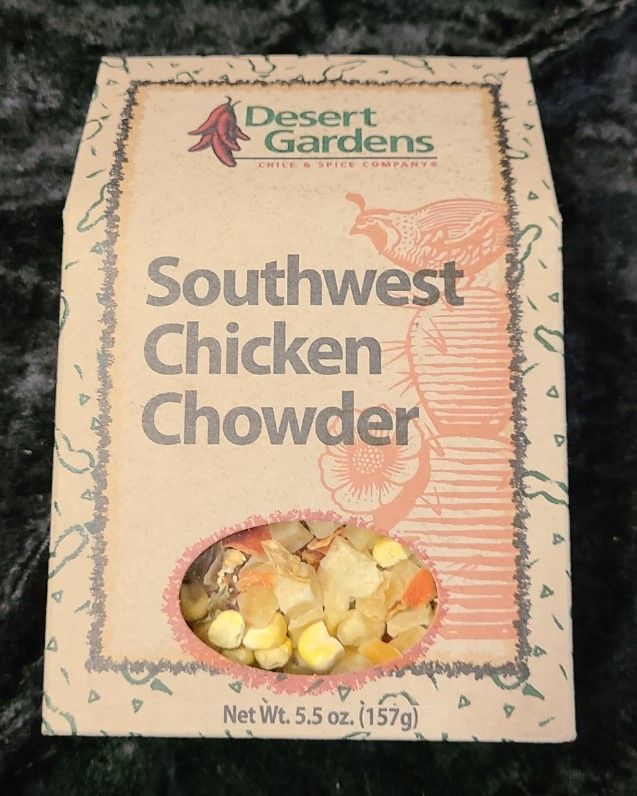 Desert
Gardens
CHILE & SPICE COMPANY®
Southwest
Chicken
Chowder
Net Wt. 5.5 oz. (157g)